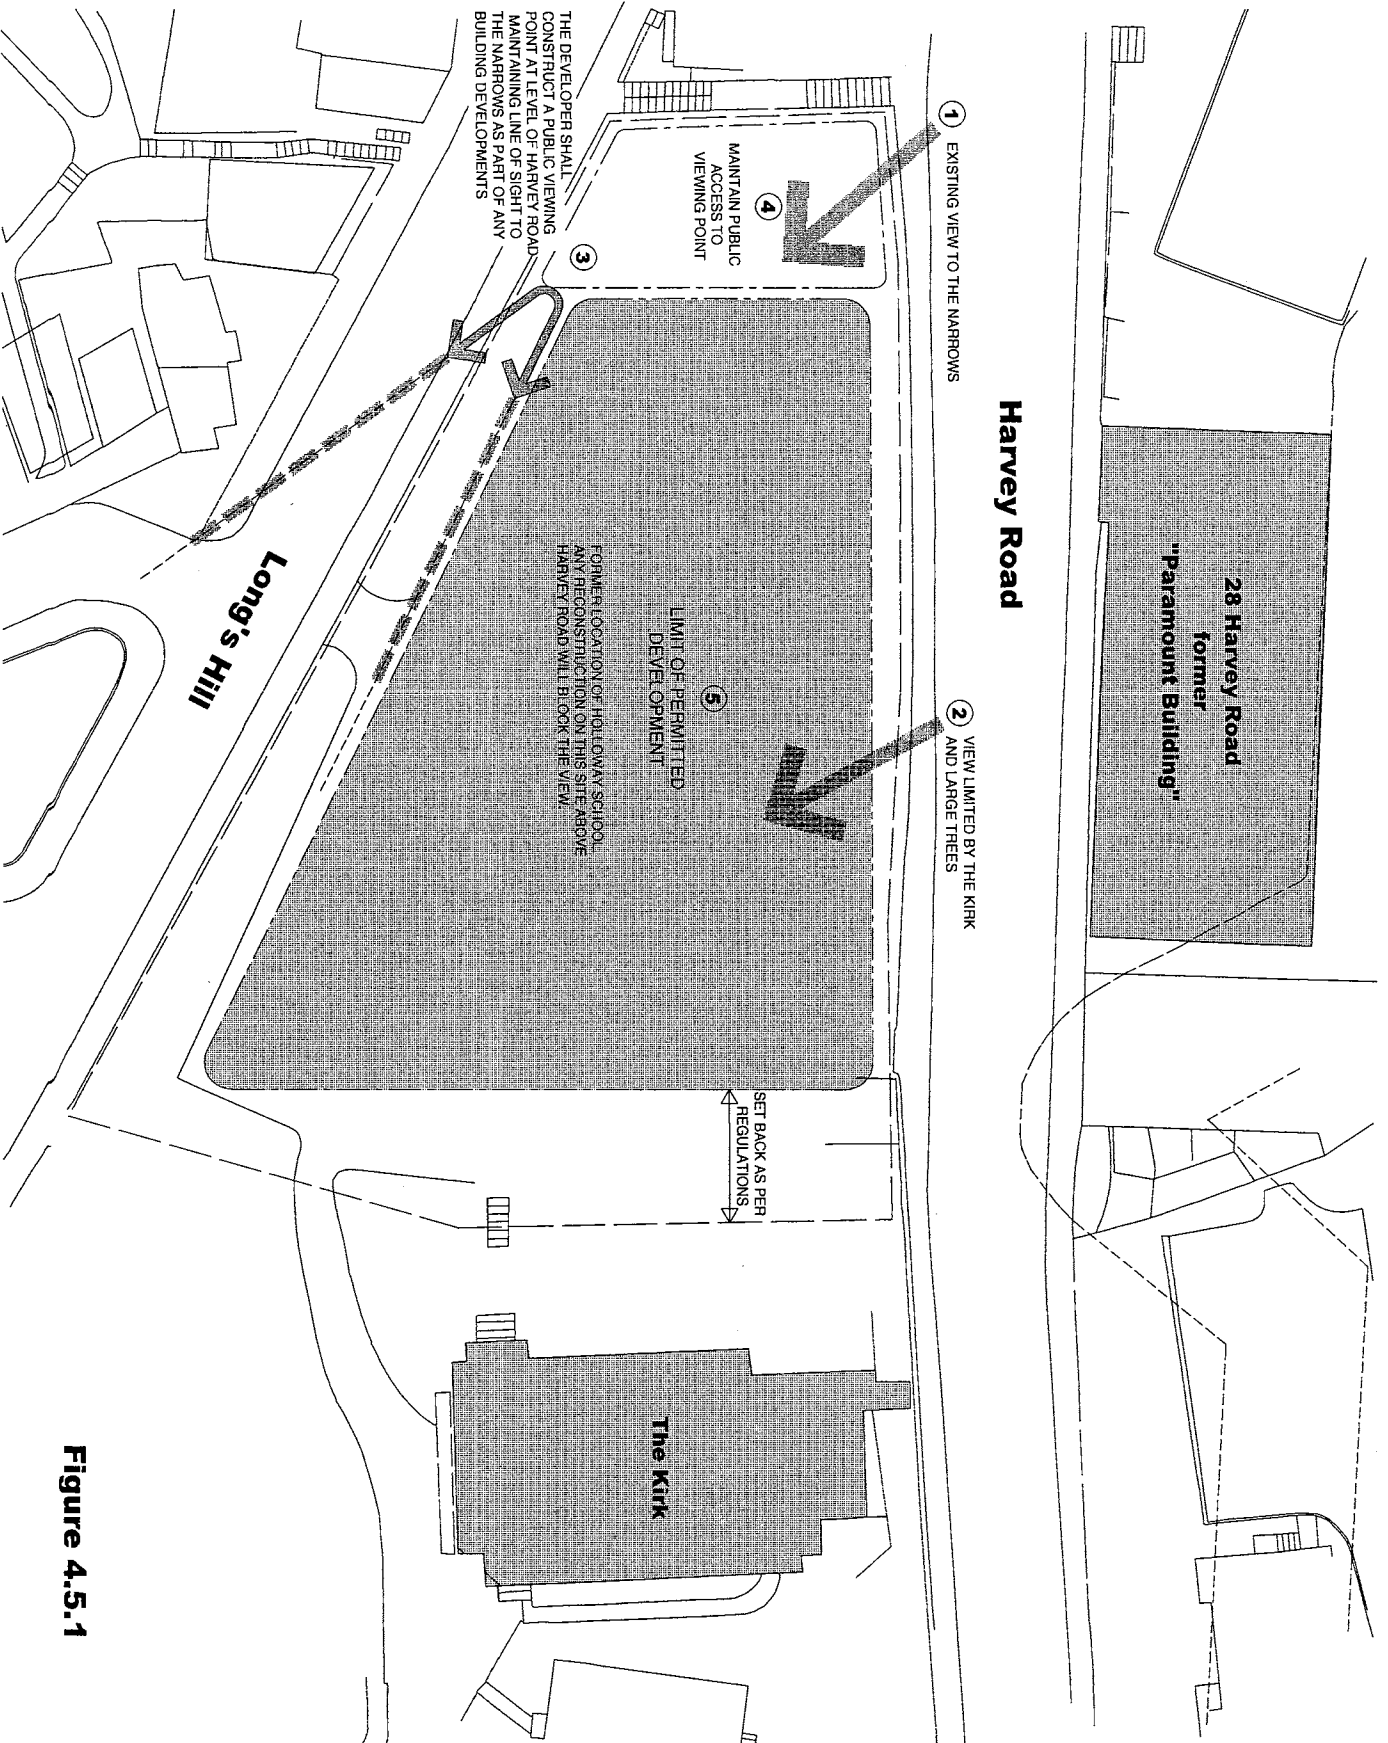 28 Harvey Road
former
"Paramount Building"
Harvey Road
1
EXISTING VIEW TO THE NARROWS
2
VIEW LIMITED BY THE KIRK
AND LARGE TREES
MAINTAIN PUBLIC
ACCESS TO
VIEWING POINT
4
3
THE DEVELOPER SHALL
CONSTRUCT A PUBLIC VIEWING
POINT AT LEVEL OF HARVEY ROAD
MAINTAINING LINE OF SIGHT TO
THE NARROWS AS PART OF ANY
BUILDING DEVELOPMENTS
5
LIMIT OF PERMITTED
DEVELOPMENT
FORMER LOCATION OF HOLLOWAY SCHOOL
ANY RECONSTRUCTION ON THIS SITE ABOVE
HARVEY ROAD WILL BLOCK THE VIEW
SET BACK AS PER
REGULATIONS
The Kirk
Long's Hill
Figure 4.5.1